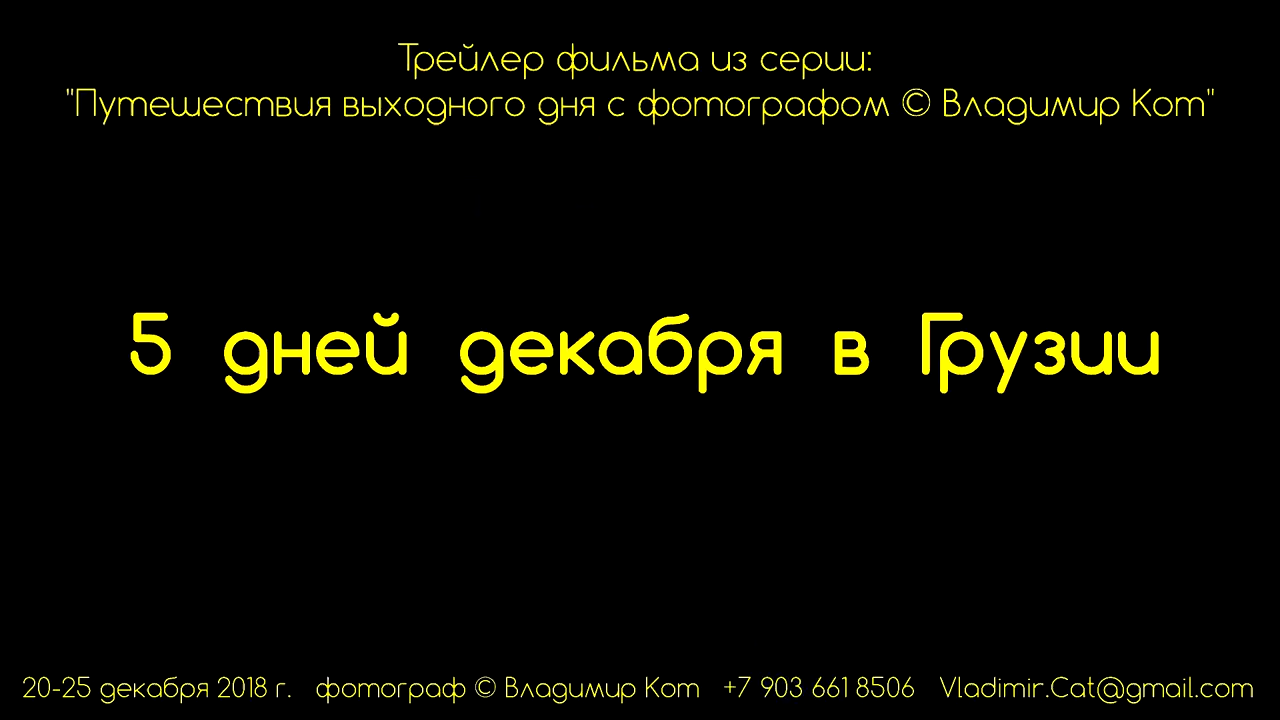 Трейлер фильма из серии:
"Путешествия выходного дня с фотографом © Владимир Кот"
5 дней декабря в Грузии
20-25 декабря 2018 г. фотограф © Владимир Кот +7 903 661 8506 Vladimir.Cat@gmail.com